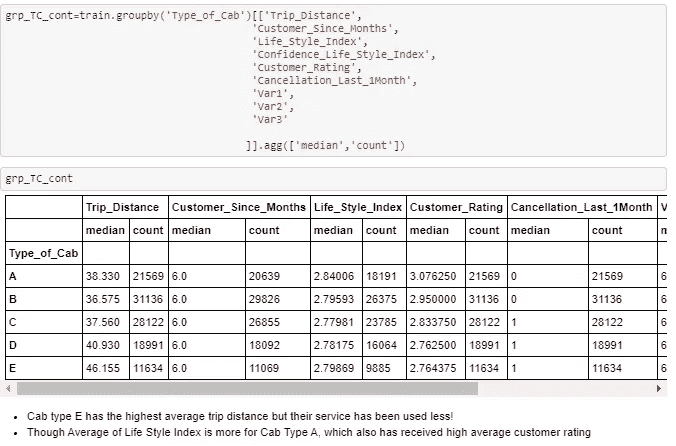 grp_TC_cont=train.groupby('Type_of_Cab')[['Trip_Distance',
'Customer_Since_Months',
'Life_Style_Index',
'Confidence_Life_Style_Index',
'Customer_Rating',
'Cancellation_Last_1Month',
'Var1',
'Var2',
'Var3'
]].agg(['median','count'])
grp_TC_cont
Trip_Distance Customer_Since_Months Life_Style_Index Customer_Rating Cancellation_Last_1Month V
median count median count median count median count median count m
Type_of_Cab
A 38.330 21569 6.0 20639 2.84006 18191 3.076250 21569 0 21569 6
B 36.575 31136 6.0 29826 2.79593 26375 2.950000 31136 0 31136 6
C 37.560 28122 6.0 26855 2.77981 23785 2.833750 28122 1 28122 6
D 40.930 18991 6.0 18092 2.78175 16064 2.762500 18991 1 18991 6
E 46.155 11634 6.0 11069 2.79869 9885 2.764375 11634 1 11634 6
• Cab type E has the highest average trip distance but their service has been used less!
• Though Average of Life Style Index is more for Cab Type A, which also has received high average customer rating